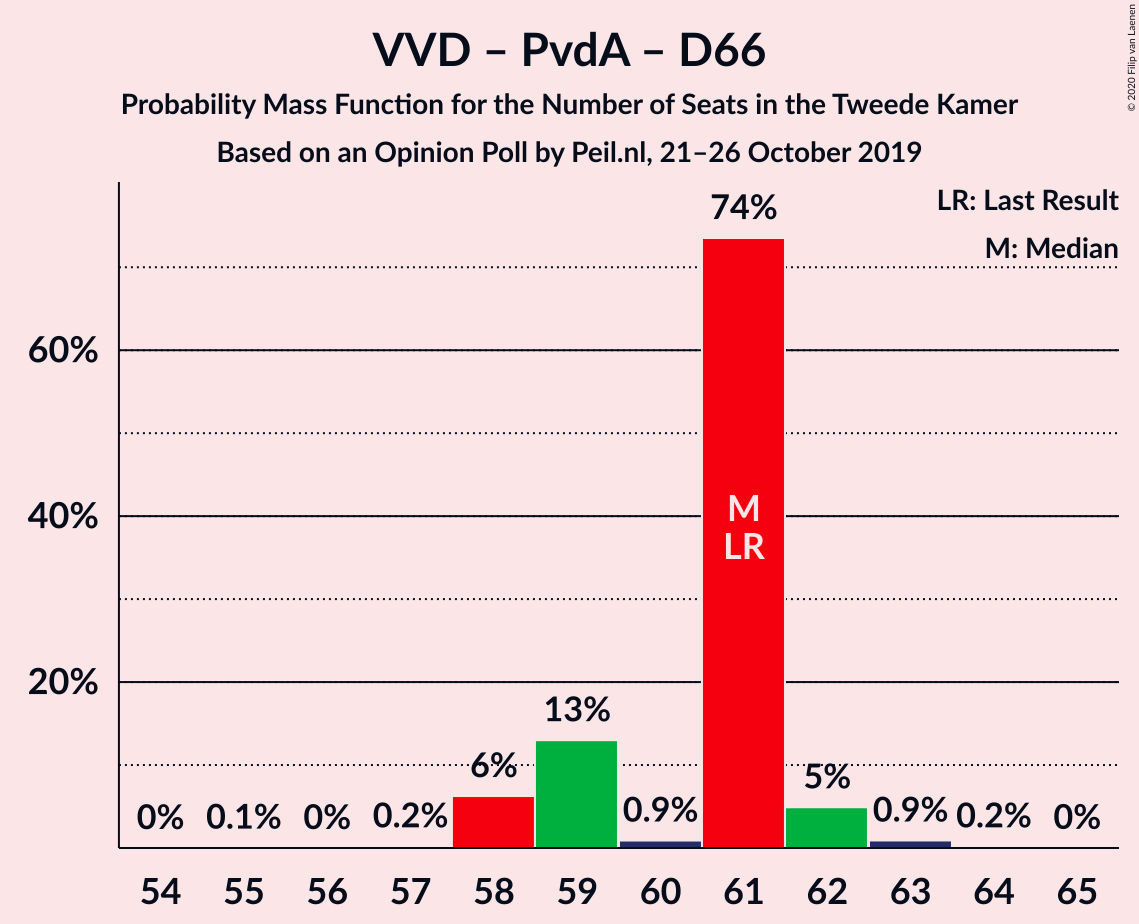 VVD – PvdA – D66
Probability Mass Function for the Number of Seats in the Tweede Kamer
Based on an Opinion Poll by Peil.nl, 21–26 October 2019
© 2020 Filip van Laenen
LR: Last Result
M: Median
74%
60%
40%
20%
M
LR
0%
0.1%
0%
0.2%
6%
13%
0.9%
5%
0.9%
0.2%
0%
54 55 56 57 58 59 60 61 62 63 64 65